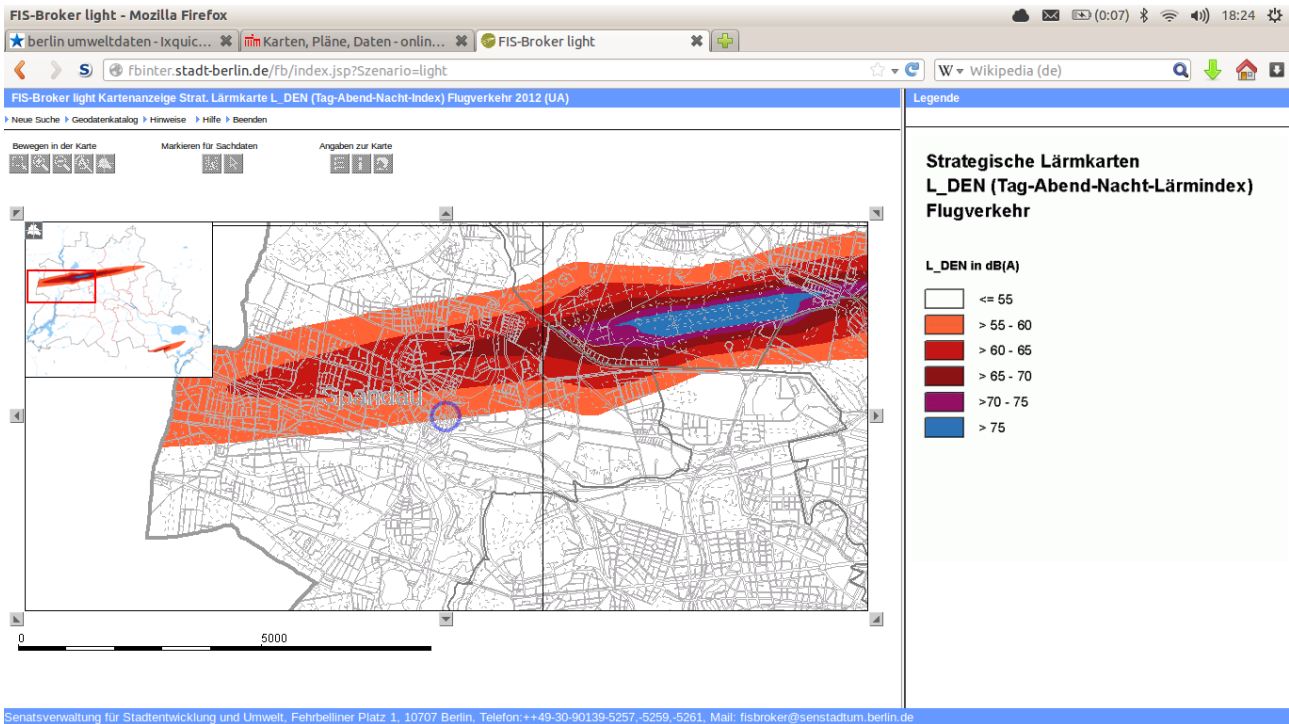 FIS-Broker light - Mozilla Firefox
(0:07) 18:24
berlin umweltdaten - Ixquic...
Karten, Pläne, Daten - onlin...
FIS-Broker light
S fbinter.stadt-berlin.de/fb/index.jsp?Szenario=light
W Wikipedia (de)
FIS-Broker light Kartenanzeige Strat. Lärmkarte L_DEN (Tag-Abend-Nacht-Index) Flugverkehr 2012 (UA)
Legende
Neue Suche Geodatenkatalog Hinweise Hilfe Beenden
Bewegen in der Karte
Markieren für Sachdaten
Angaben zur Karte
Strategische Lärmkarten
L_DEN (Tag-Abend-Nacht-Lärmindex)
Flugverkehr
L_DEN in dB(A)
<= 55
> 55 - 60
> 60 - 65
> 65 - 70
>70 - 75
> 75
Spandau
0 5000
Senatsverwaltung für Stadtentwicklung und Umwelt, Fehrbelliner Platz 1, 10707 Berlin, Telefon:++49-30-90139-5257,-5259,-5261, Mail: fisbroker@senstadtum.berlin.de